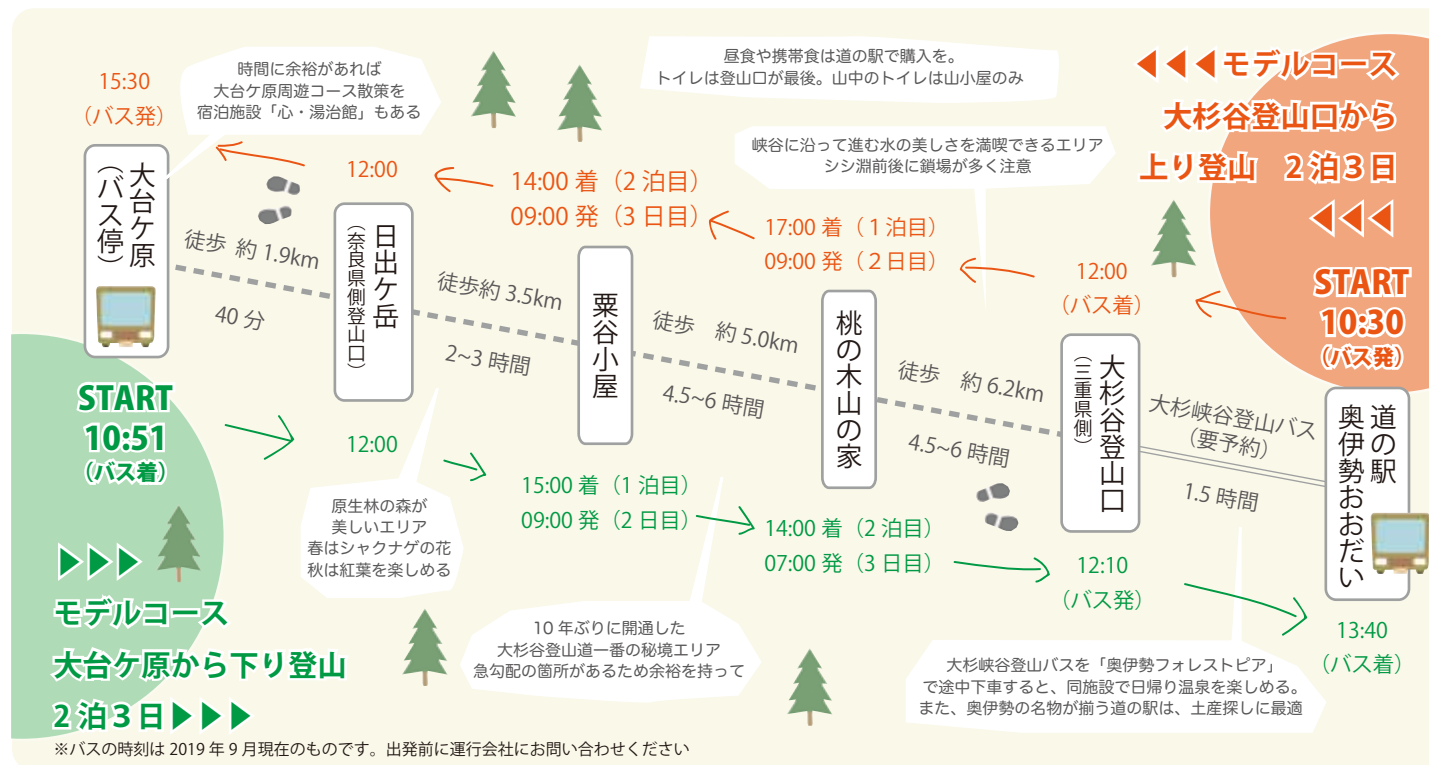 ◀◀◀モデルコース
大杉谷登山口から
上り登山 2泊3日
◀◀◀
START
10:30
(バス発)
昼食や携帯食は道の駅で購入を。
トイレは登山口が最後。山中のトイレは山小屋のみ
時間に余裕があれば
大台ケ原周遊コース散策を
宿泊施設「心・湯治館」もある
峡谷に沿って進む水の美しさを満喫できるエリア
シシ淵前後に鎖場が多く注意
15:30
(バス発)
12:00
14:00 着(2 泊目)
09:00 発(3 日目)
17:00 着(1 泊目)
09:00 発(2 日目)
12:00
(バス着)
大台ケ原
(バス停)
徒歩 約 1.9km
40 分
日出ケ岳
(奈良県側登山口)
徒歩約 3.5km
2~3 時間
粟谷小屋
徒歩 約 5.0km
4.5~6 時間
桃の木山の家
徒歩 約 6.2km
4.5~6 時間
大杉谷登山口
(三重県側)
大杉峡谷登山バス
(要予約)
1.5 時間
道の駅
奥伊勢おおだい
START
10:51
(バス着)
12:00
15:00 着(1 泊目)
09:00 発(2 日目)
14:00 着(2 泊目)
07:00 発(3 日目)
12:10
(バス発)
13:40
(バス着)
原生林の森が
美しいエリア
春はシャクナゲの花
秋は紅葉を楽しめる
10 年ぶりに開通した
大杉谷登山道一番の秘境エリア
急勾配の箇所があるため余裕を持って
大杉峡谷登山バスを「奥伊勢フォレストピア」
で途中下車すると、同施設で日帰り温泉を楽しめる。
また、奥伊勢の名物が揃う道の駅は、土産探しに最適
▶▶▶
モデルコース
大台ケ原から下り登山
2泊3日▶▶▶
※バスの時刻は 2019 年 9 月現在のものです。出発前に運行会社にお問い合わせください